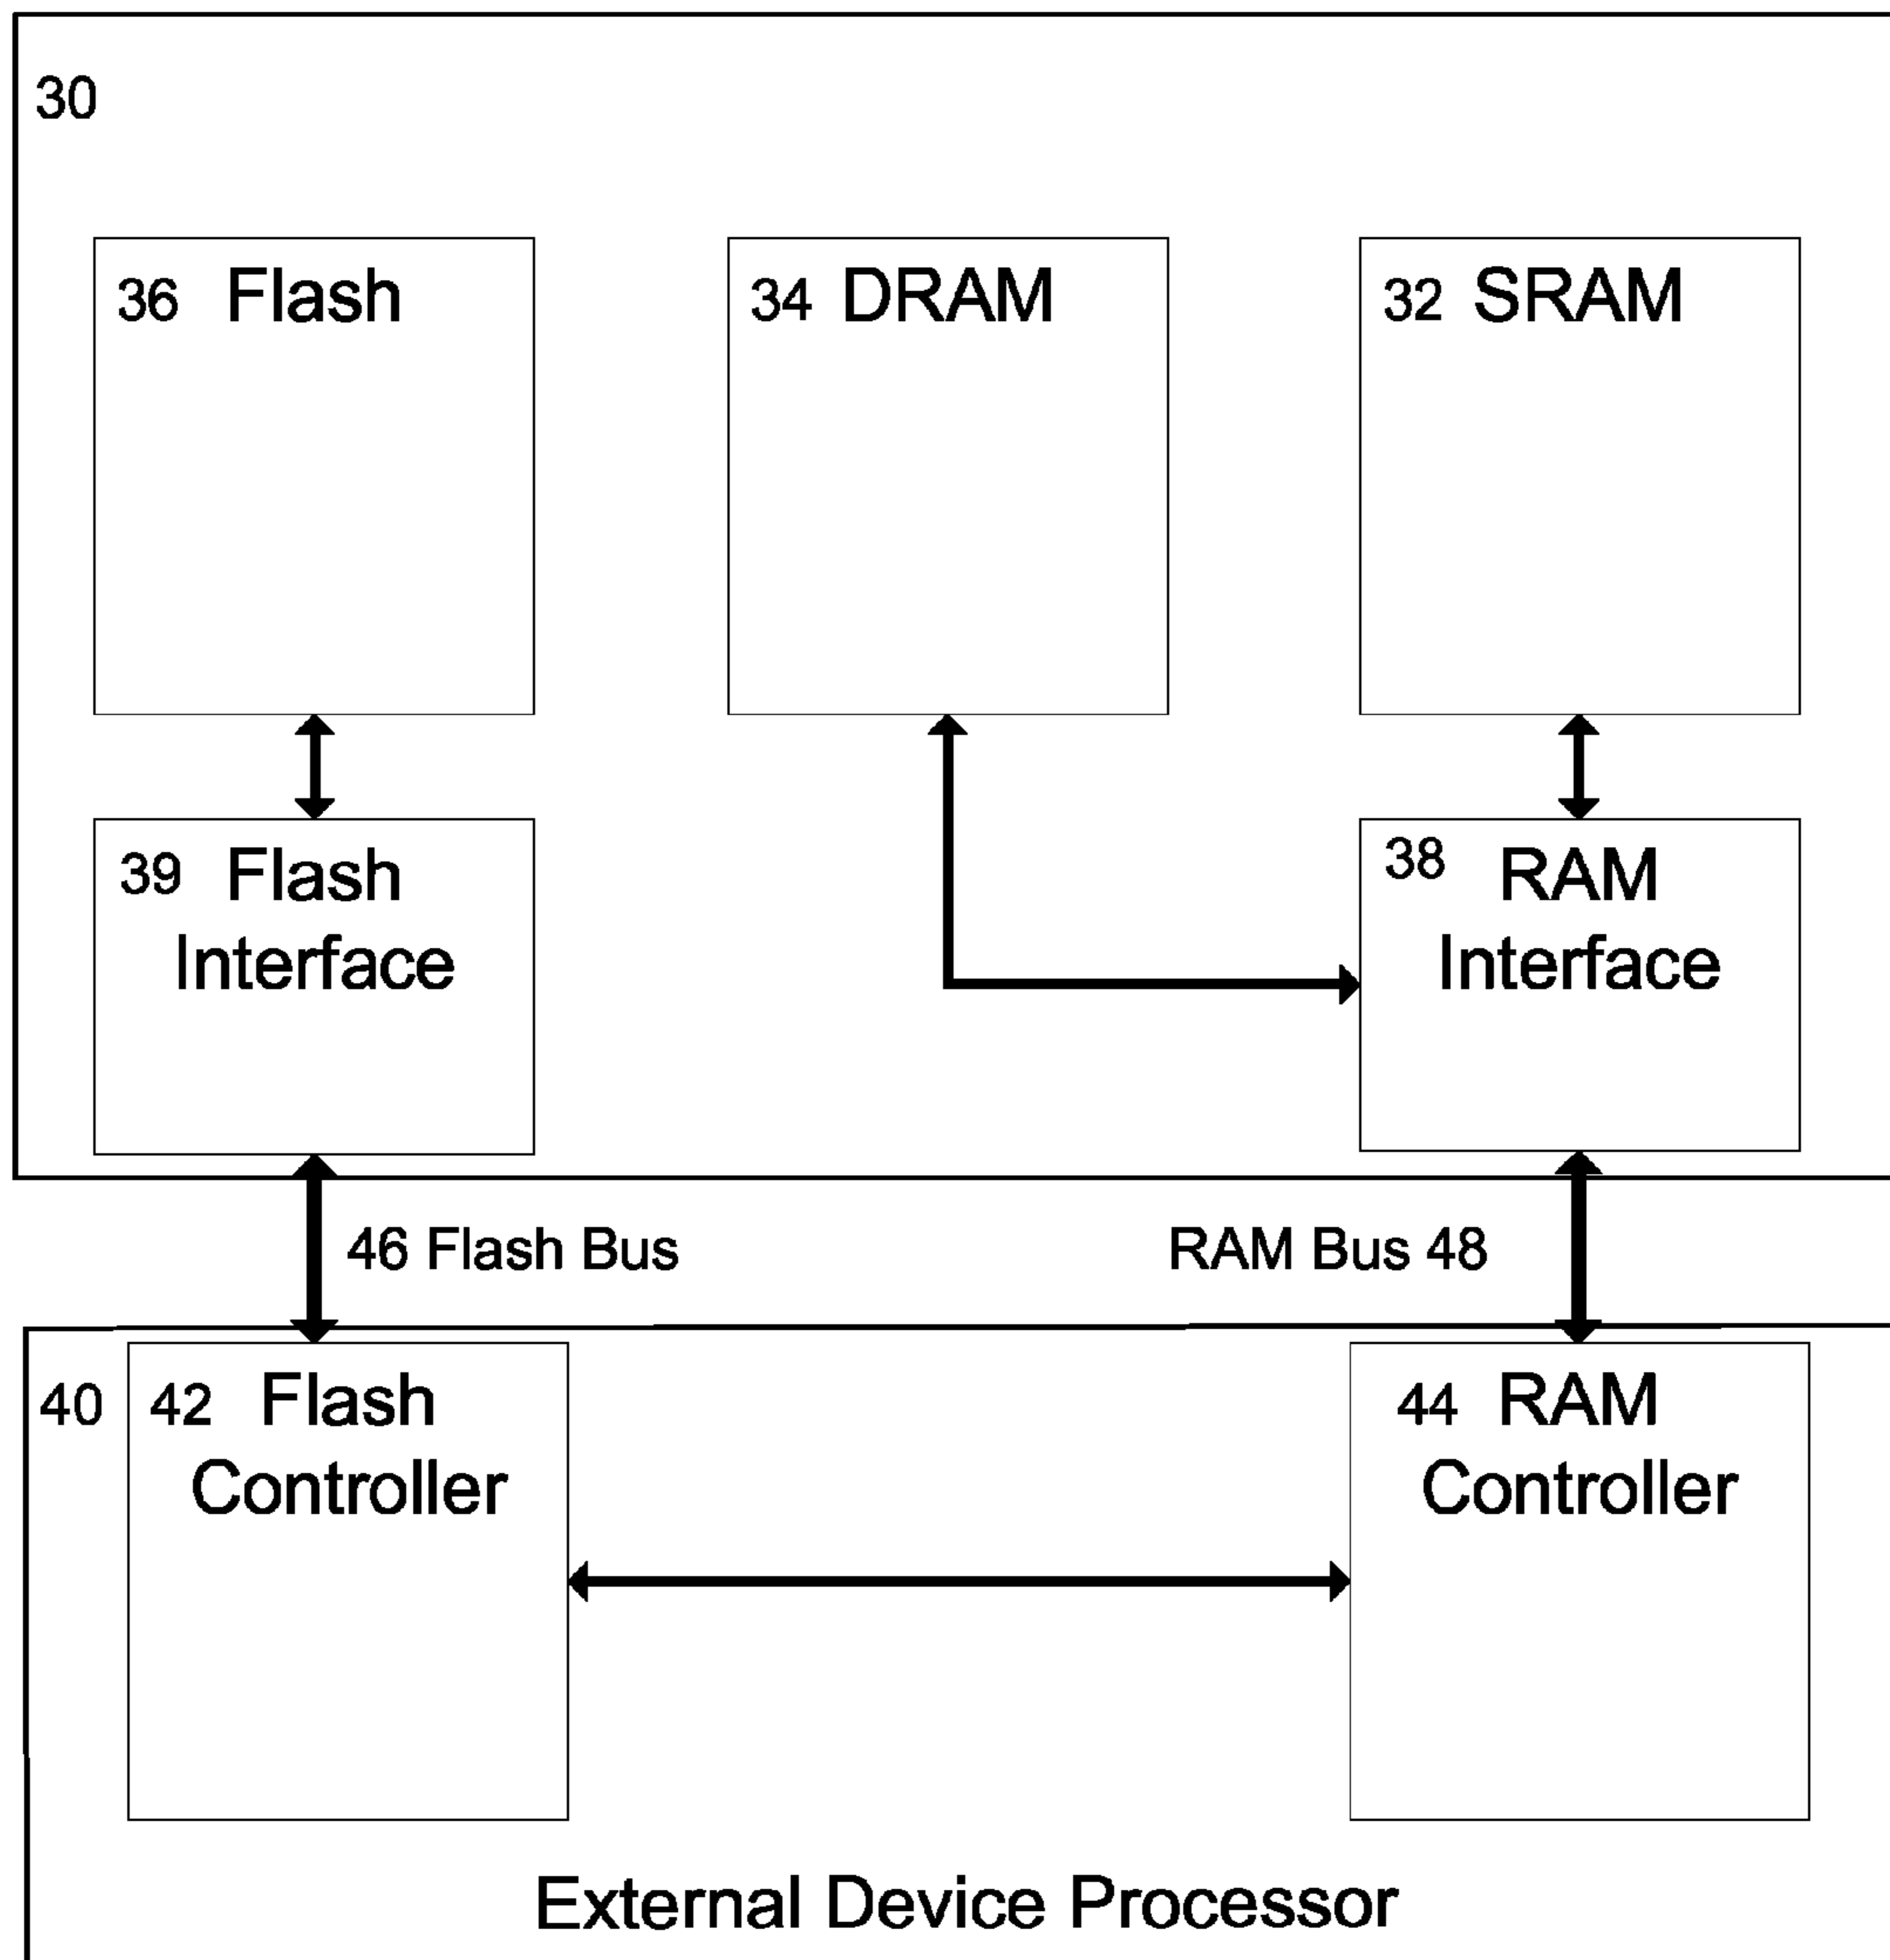 30
36 Flash
34 DRAM
32 SRAM
39 Flash
Interface
38 RAM
Interface
46 Flash Bus
RAM Bus 48
40
42 Flash
Controller
44 RAM
Controller
External Device Processor